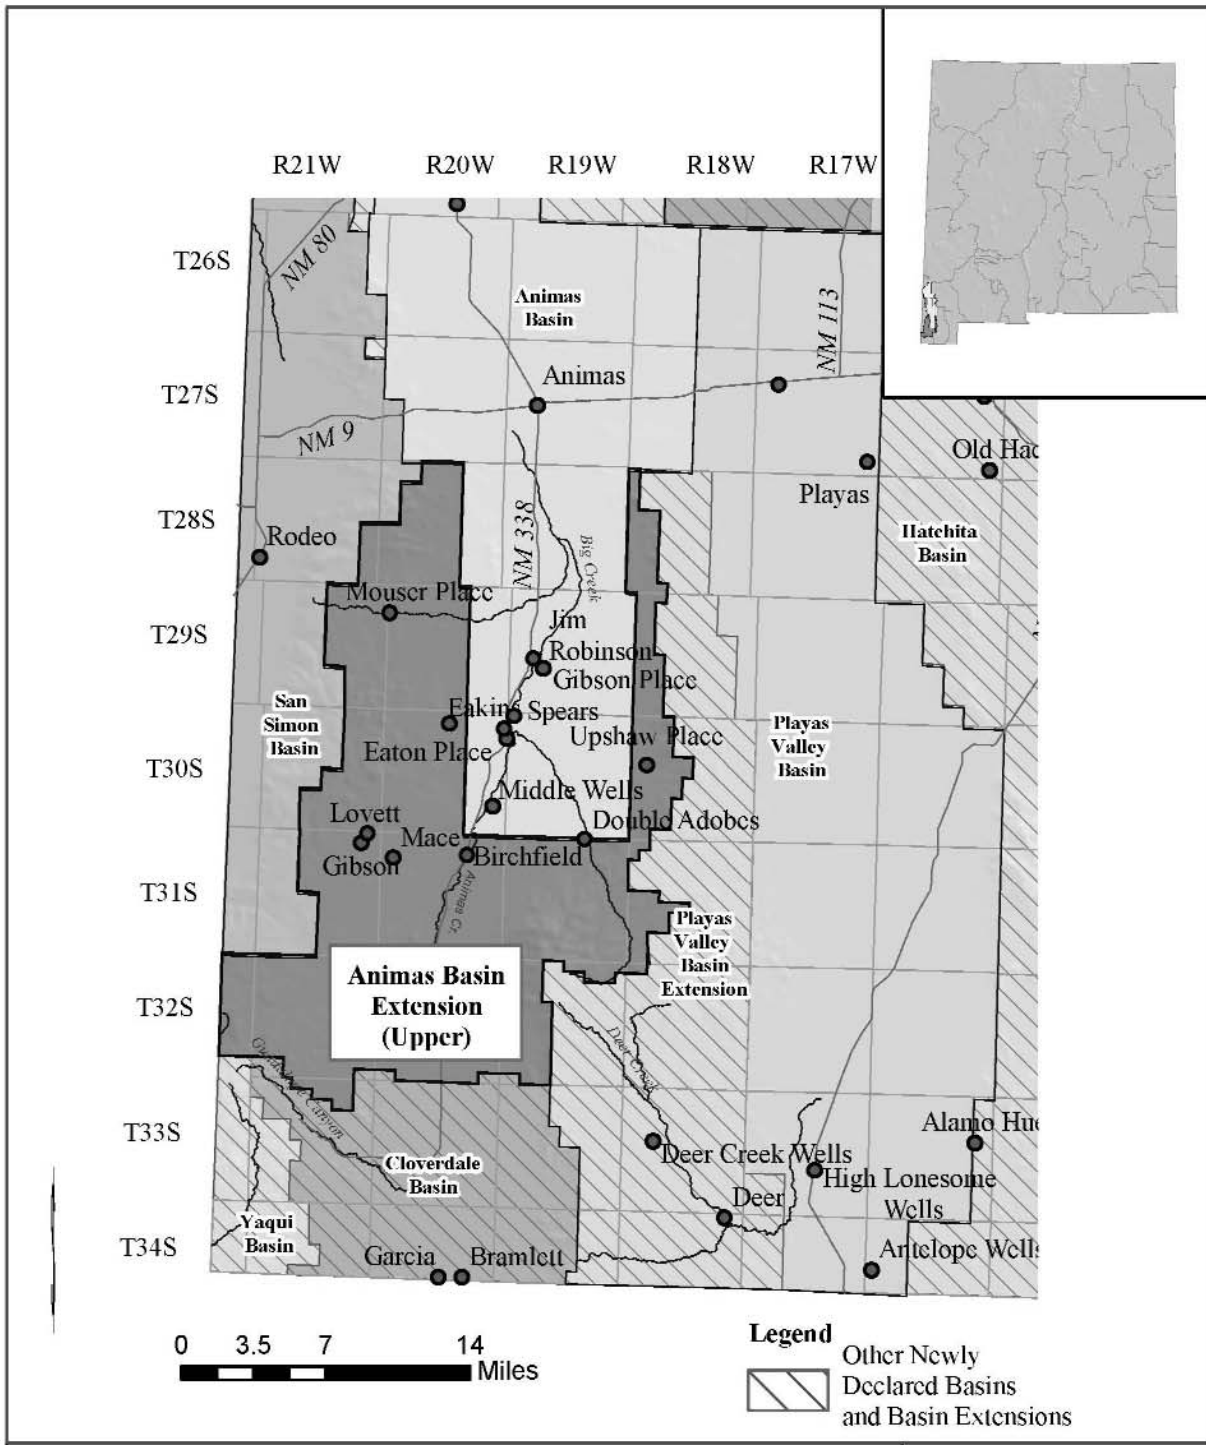 R21W R20W R19W R18W R17W
T26S
NM 80
Animas
Basin
NM 113
T27S
Animas
NM 9
Old Hac
Playas
T28S
NM 338
Hatchita
Basin
Rodeo
Big Creek
Mouser Place
Jim
T29S
Robinson
Gibson Place
San
Simon
Basin
Eakins
Spears
Playas
Valley
Basin
Upshaw Place
Eaton Place
T30S
Middle Wells
Lovett
Double Adobes
Mace
Gibson
Birchfield
T31S
Animas Cr.
Playas
Valley
Basin
Extension
Animas Basin
Extension
(Upper)
T32S
Deer Creek
Guadalupe Canyon
T33S
Alamo Hue
Deer Creek Wells
Cloverdale
Basin
High Lonesome
Wells
Deer
Yaqui
Basin
T34S
Garcia
Bramlett
Antelope Wells
0 3.5 7 14
Miles
Legend
Other Newly
Declared Basins
and Basin Extensions